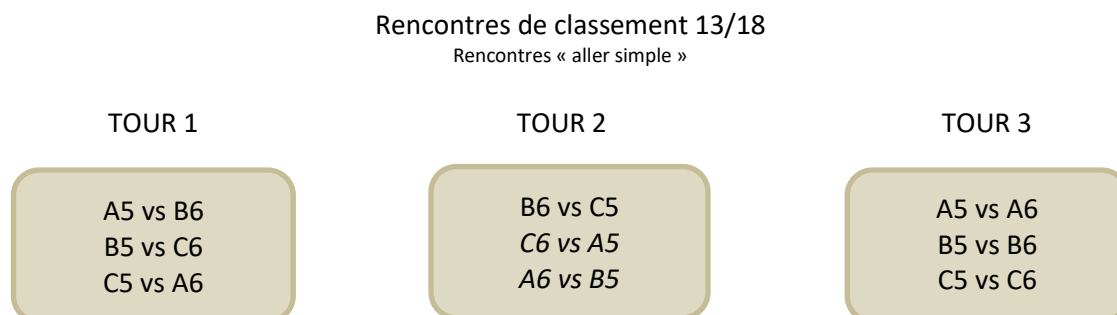 Rencontres de classement 13/18
Rencontres « aller simple »
TOUR 1
TOUR 2
TOUR 3
A5 vs B6
B5 vs C6
C5 vs A6
B6 vs C5
C6 vs A5
A6 vs B5
A5 vs A6
B5 vs B6
C5 vs C6